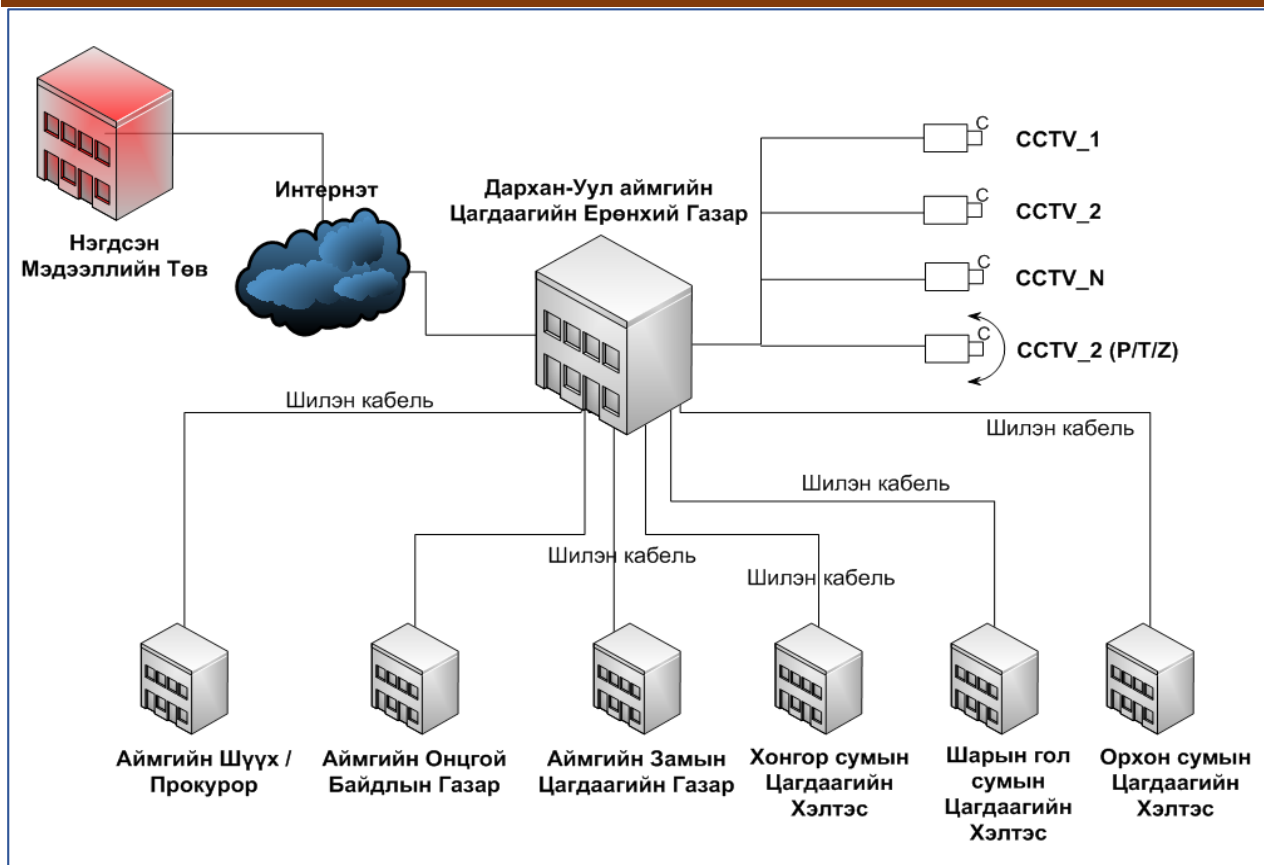 Нэгдсэн
Мэдээллийн Төв
Интернэт
Дархан-Уул аймгийн
Цагдаагийн Ерөнхий Газар
C
CCTV_1
C
CCTV_2
C
CCTV_N
C
CCTV_2 (P/T/Z)
Шилэн кабель
Шилэн кабель
Шилэн кабель
Шилэн кабель
Шилэн кабель
Аймгийн Шүүх /
Прокурор
Аймгийн Онцгой
Байдлын Газар
Аймгийн Замын
Цагдаагийн Газар
Хонгор сумын
Цагдаагийн
Хэлтэс
Шарын гол
сумын
Цагдаагийн
Хэлтэс
Орхон сумын
Цагдаагийн
Хэлтэс